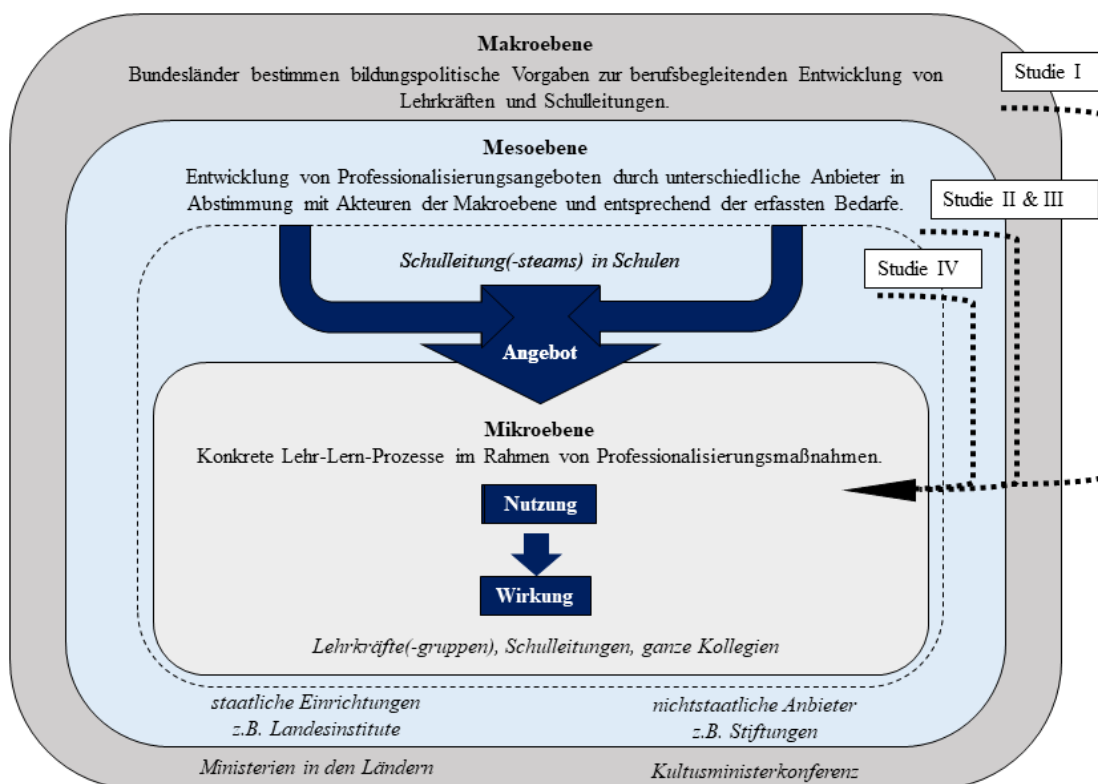 Makroebene
Bundesländer bestimmen bildungspolitische Vorgaben zur berufsbegleitenden Entwicklung von
Lehrkräften und Schulleitungen.
Studie I
Mesoebene
Entwicklung von Professionalisierungsangeboten durch unterschiedliche Anbieter in
Abstimmung mit Akteuren der Makroebene und entsprechend der erfassten Bedarfe.
Studie II & III
Schulleitung(-steams) in Schulen
Studie IV
Angebot
Mikroebene
Konkrete Lehr-Lern-Prozesse im Rahmen von Professionalisierungsmaßnahmen.
Nutzung
Wirkung
Lehrkräfte(-gruppen), Schulleitungen, ganze Kollegien
staatliche Einrichtungen
z.B. Landesinstitute
nichtstaatliche Anbieter
z.B. Stiftungen
Ministerien in den Ländern
Kultusministerkonferenz